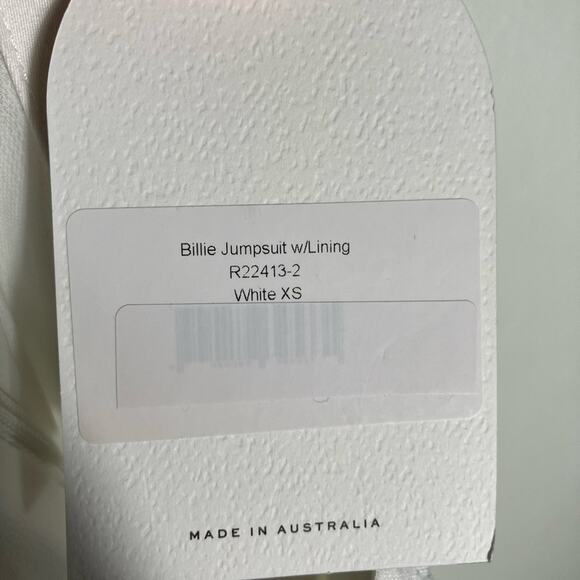 Billie Jumpsuit w/Lining
R22413-2
White XS
MADE IN AUSTRALIA